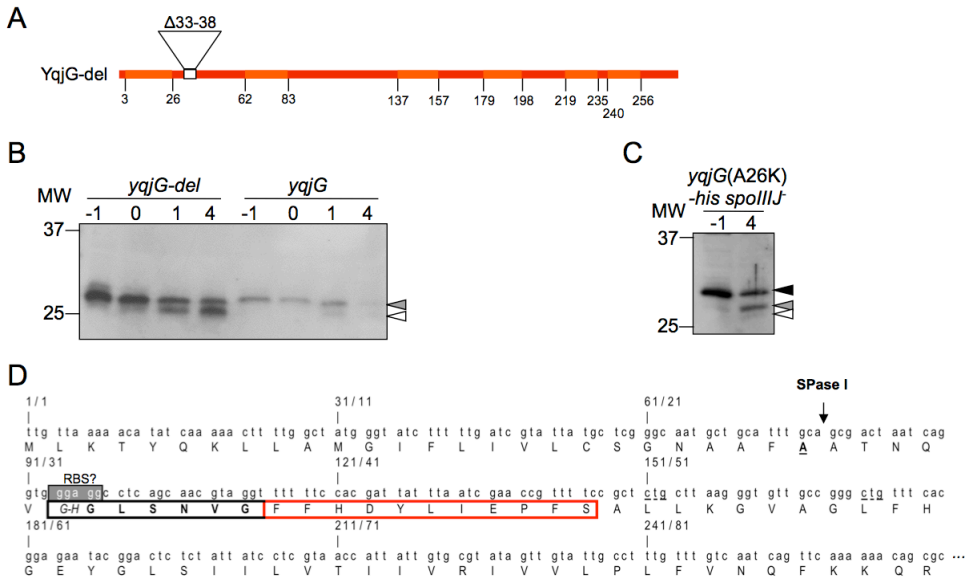 A
Δ33-38
YqjG-del
3 26 62 83 137 157 179 198 219 235 240 256
B
yqjG-del yqjG
MW -1 0 1 4 -1 0 1 4
37
25
C
yqjG(A26K)
-his spoIIIJ-
MW -1 4
37
25
D
SPase I
1/1 31/11 61/21
ttg tta aaa aca tat caa aaa ctt ttg gct atg ggt atc ttt ttg atc gta tta tgc tca ggc aat gct gca ttt gca gcg act aat cag
M L K T Y Q K L L A M G I F L I V L C S G N A A F A A T N Q
91/31 RBS? 121/41 151/51
gtg gga ggc ctc agc aac gta ggt ttt ttc cac gat tat tta atc gaa ccg ttt tcc gct ctg ctt aag ggt gtt gcc ggg ctg ttt cac
V G-H G L S N V G F F H D Y L I E P F S A L L K G V A G L F H
181/61 211/71 241/81
gga gaa tac gga ctc tct att atc ctc gta acc att att gtg cgt atc gtt gta ttg cct ttg ttt gtc aat cag ttc aaa aaa cag cgc ...
G E Y G L S I I L V T I I V R I V V L P L F V N Q F K K Q R